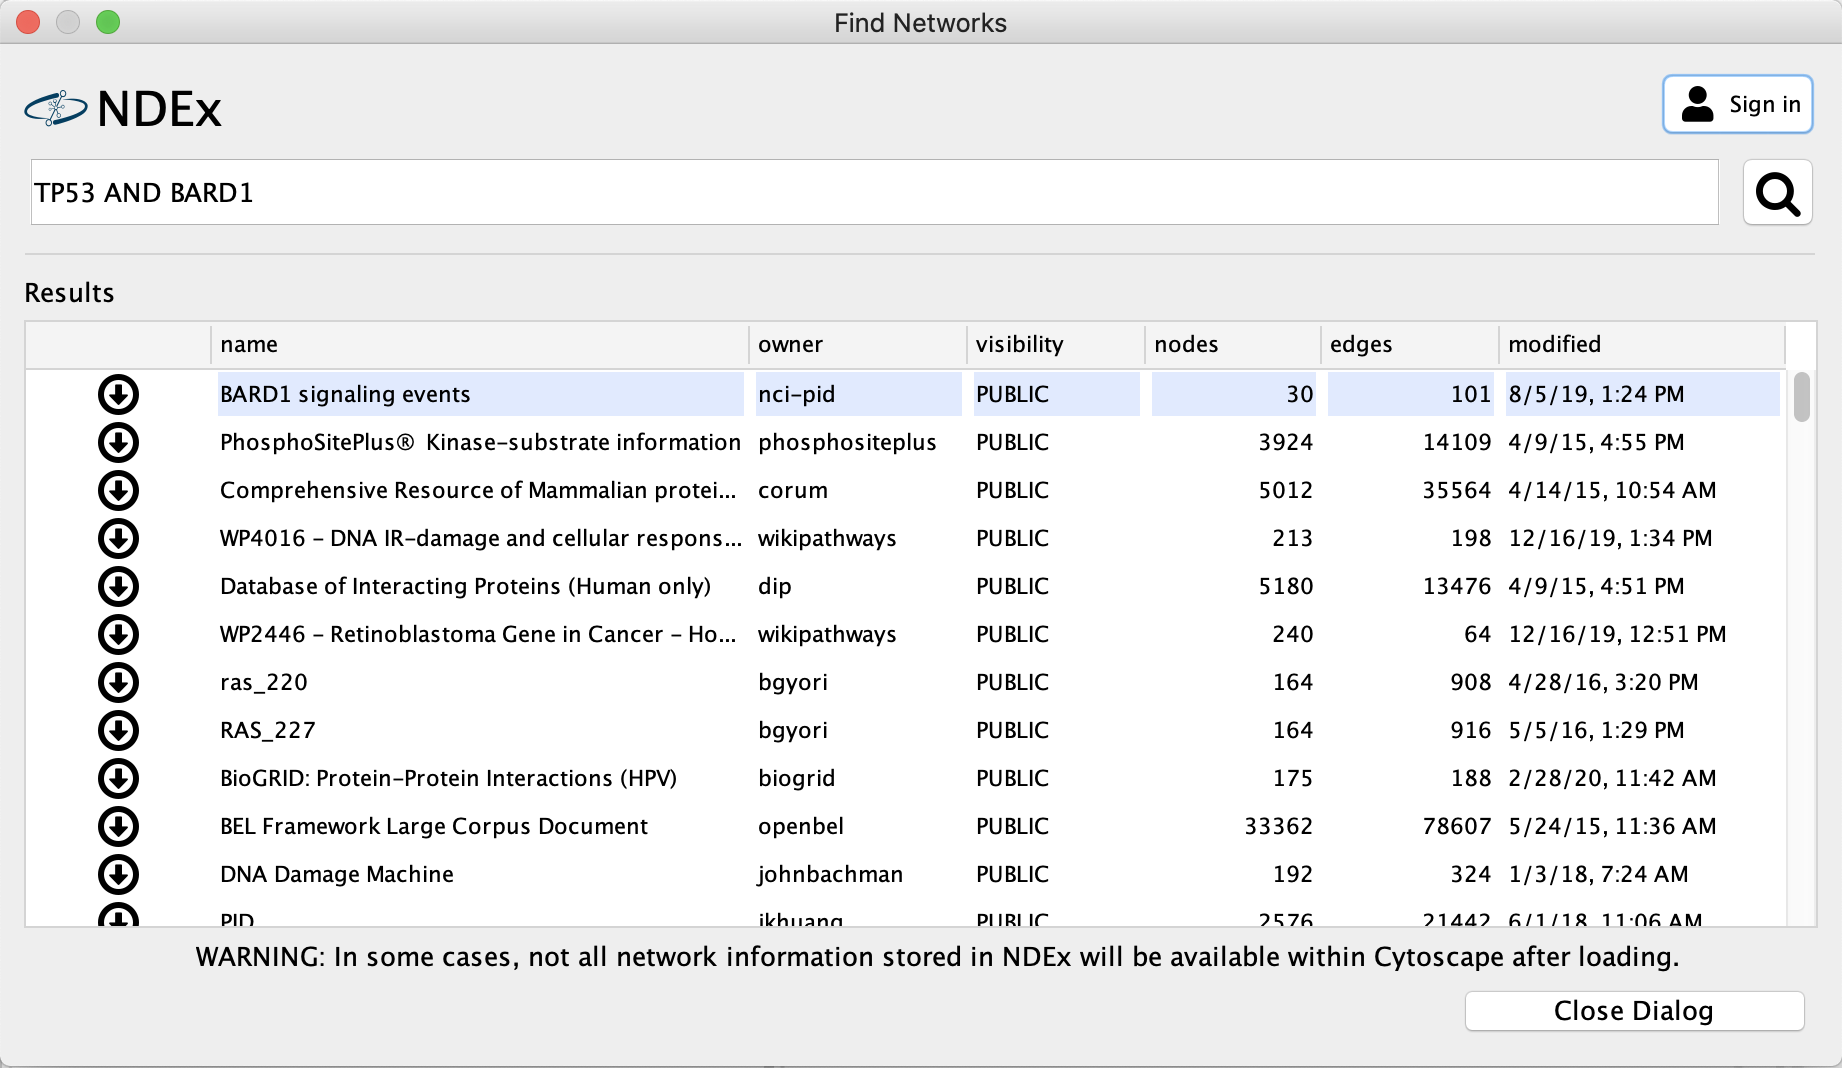 Find Networks
NDEx
Sign in
TP53 AND BARD1
Results
name owner visibility nodes edges modified
BARD1 signaling events nci-pid PUBLIC 30 101 8/5/19, 1:24 PM
PhosphoSitePlus® Kinase-substrate information phosphositeplus PUBLIC 3924 14109 4/9/15, 4:55 PM
Comprehensive Resource of Mammalian protei... corum PUBLIC 5012 35564 4/14/15, 10:54 AM
WP4016 - DNA IR-damage and cellular respons... wikipathways PUBLIC 213 198 12/16/19, 1:34 PM
Database of Interacting Proteins (Human only) dip PUBLIC 5180 13476 4/9/15, 4:51 PM
WP2446 - Retinoblastoma Gene in Cancer - Ho... wikipathways PUBLIC 240 64 12/16/19, 12:51 PM
ras_220 bgyori PUBLIC 164 908 4/28/16, 3:20 PM
RAS_227 bgyori PUBLIC 164 916 5/5/16, 1:29 PM
BioGRID: Protein-Protein Interactions (HPV) biogrid PUBLIC 175 188 2/28/20, 11:42 AM
BEL Framework Large Corpus Document openbel PUBLIC 33362 78607 5/24/15, 11:36 AM
DNA Damage Machine johnbachman PUBLIC 192 324 1/3/18, 7:24 AM
PID jkhuang PUBLIC 2576 21442 6/1/18, 11:06 AM
WARNING: In some cases, not all network information stored in NDEx will be available within Cytoscape after loading.
Close Dialog